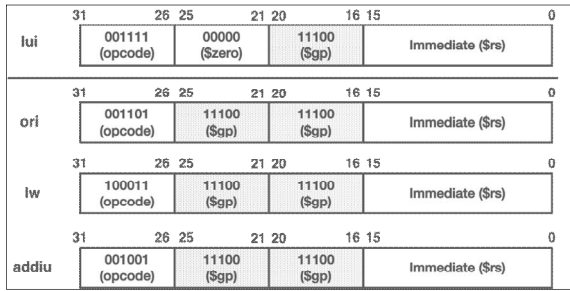 31 26 25 21 20 16 15 0
lui 001111 (opcode) 00000 ($zero) 11100 ($gp) Immediate ($rs)
31 26 25 21 20 16 15 0
ori 001101 (opcode) 11100 ($gp) 11100 ($gp) Immediate ($rs)
31 26 25 21 20 16 15 0
lw 100011 (opcode) 11100 ($gp) 11100 ($gp) Immediate ($rs)
31 26 25 21 20 16 15 0
addiu 001001 (opcode) 11100 ($gp) 11100 ($gp) Immediate ($rs)